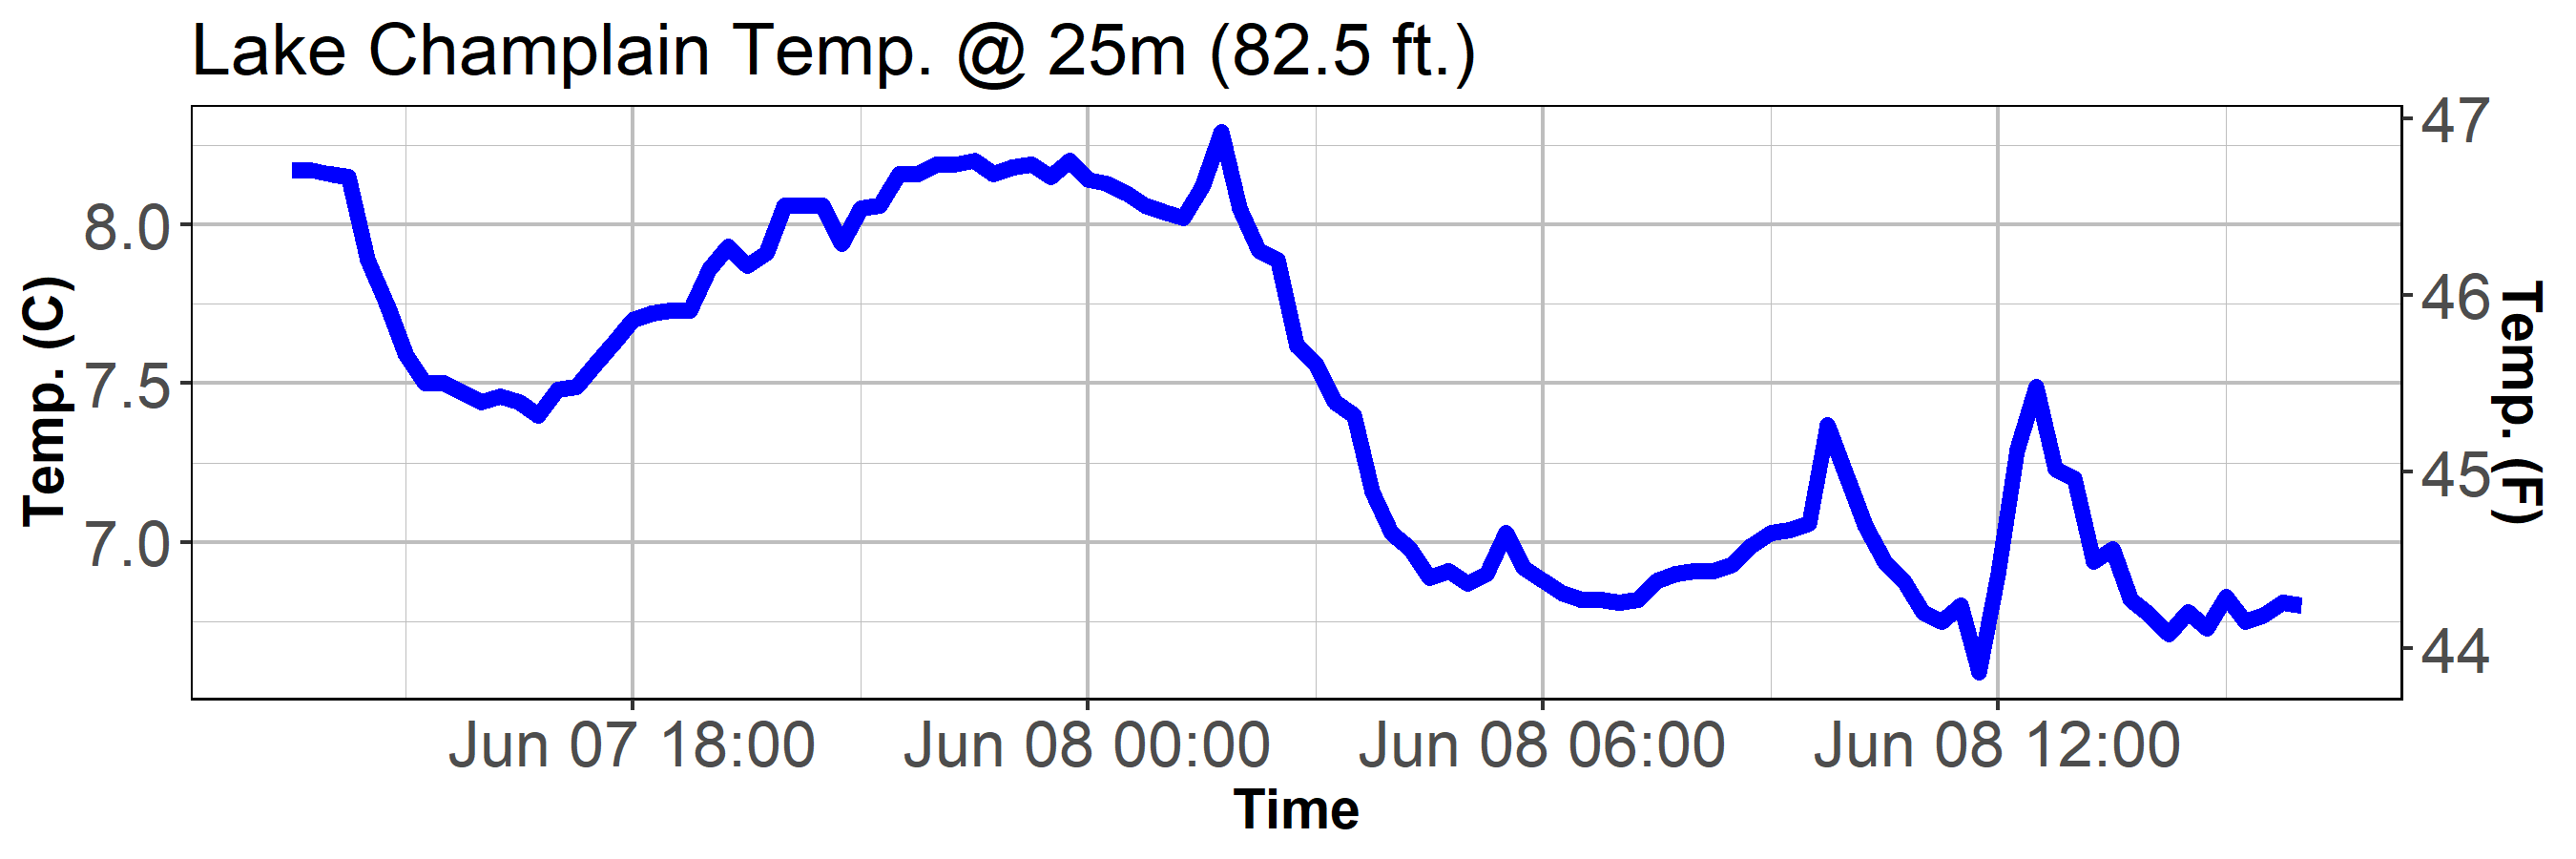 Lake Champlain Temp. @ 25m (82.5 ft.)
Temp. (C)
8.0
7.5
7.0
47
46
45
44
Temp. (F)
Jun 07 18:00 Jun 08 00:00 Jun 08 06:00 Jun 08 12:00
Time